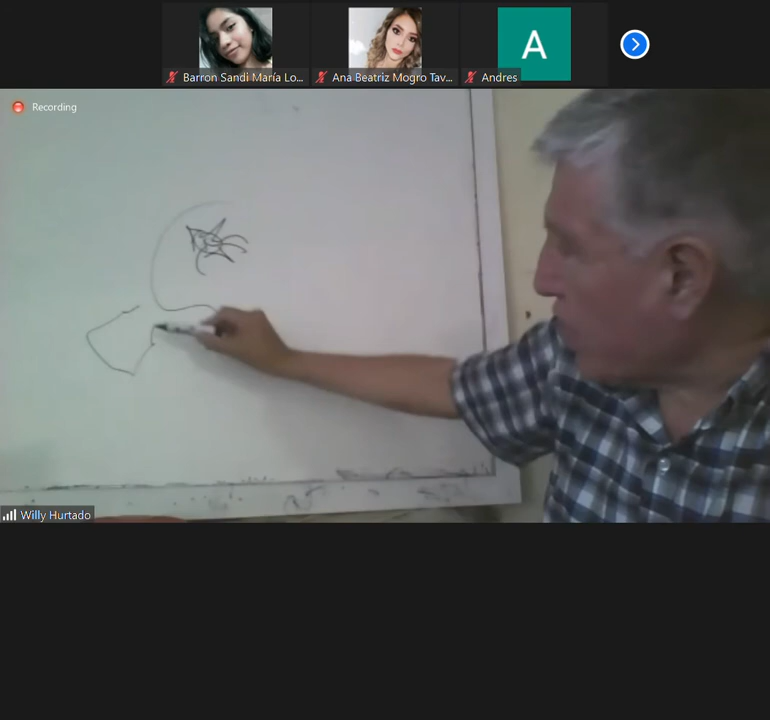 Barron Sandi María Lo...
Ana Beatriz Mogro Tav...
A
Andres
Recording
Willy Hurtado